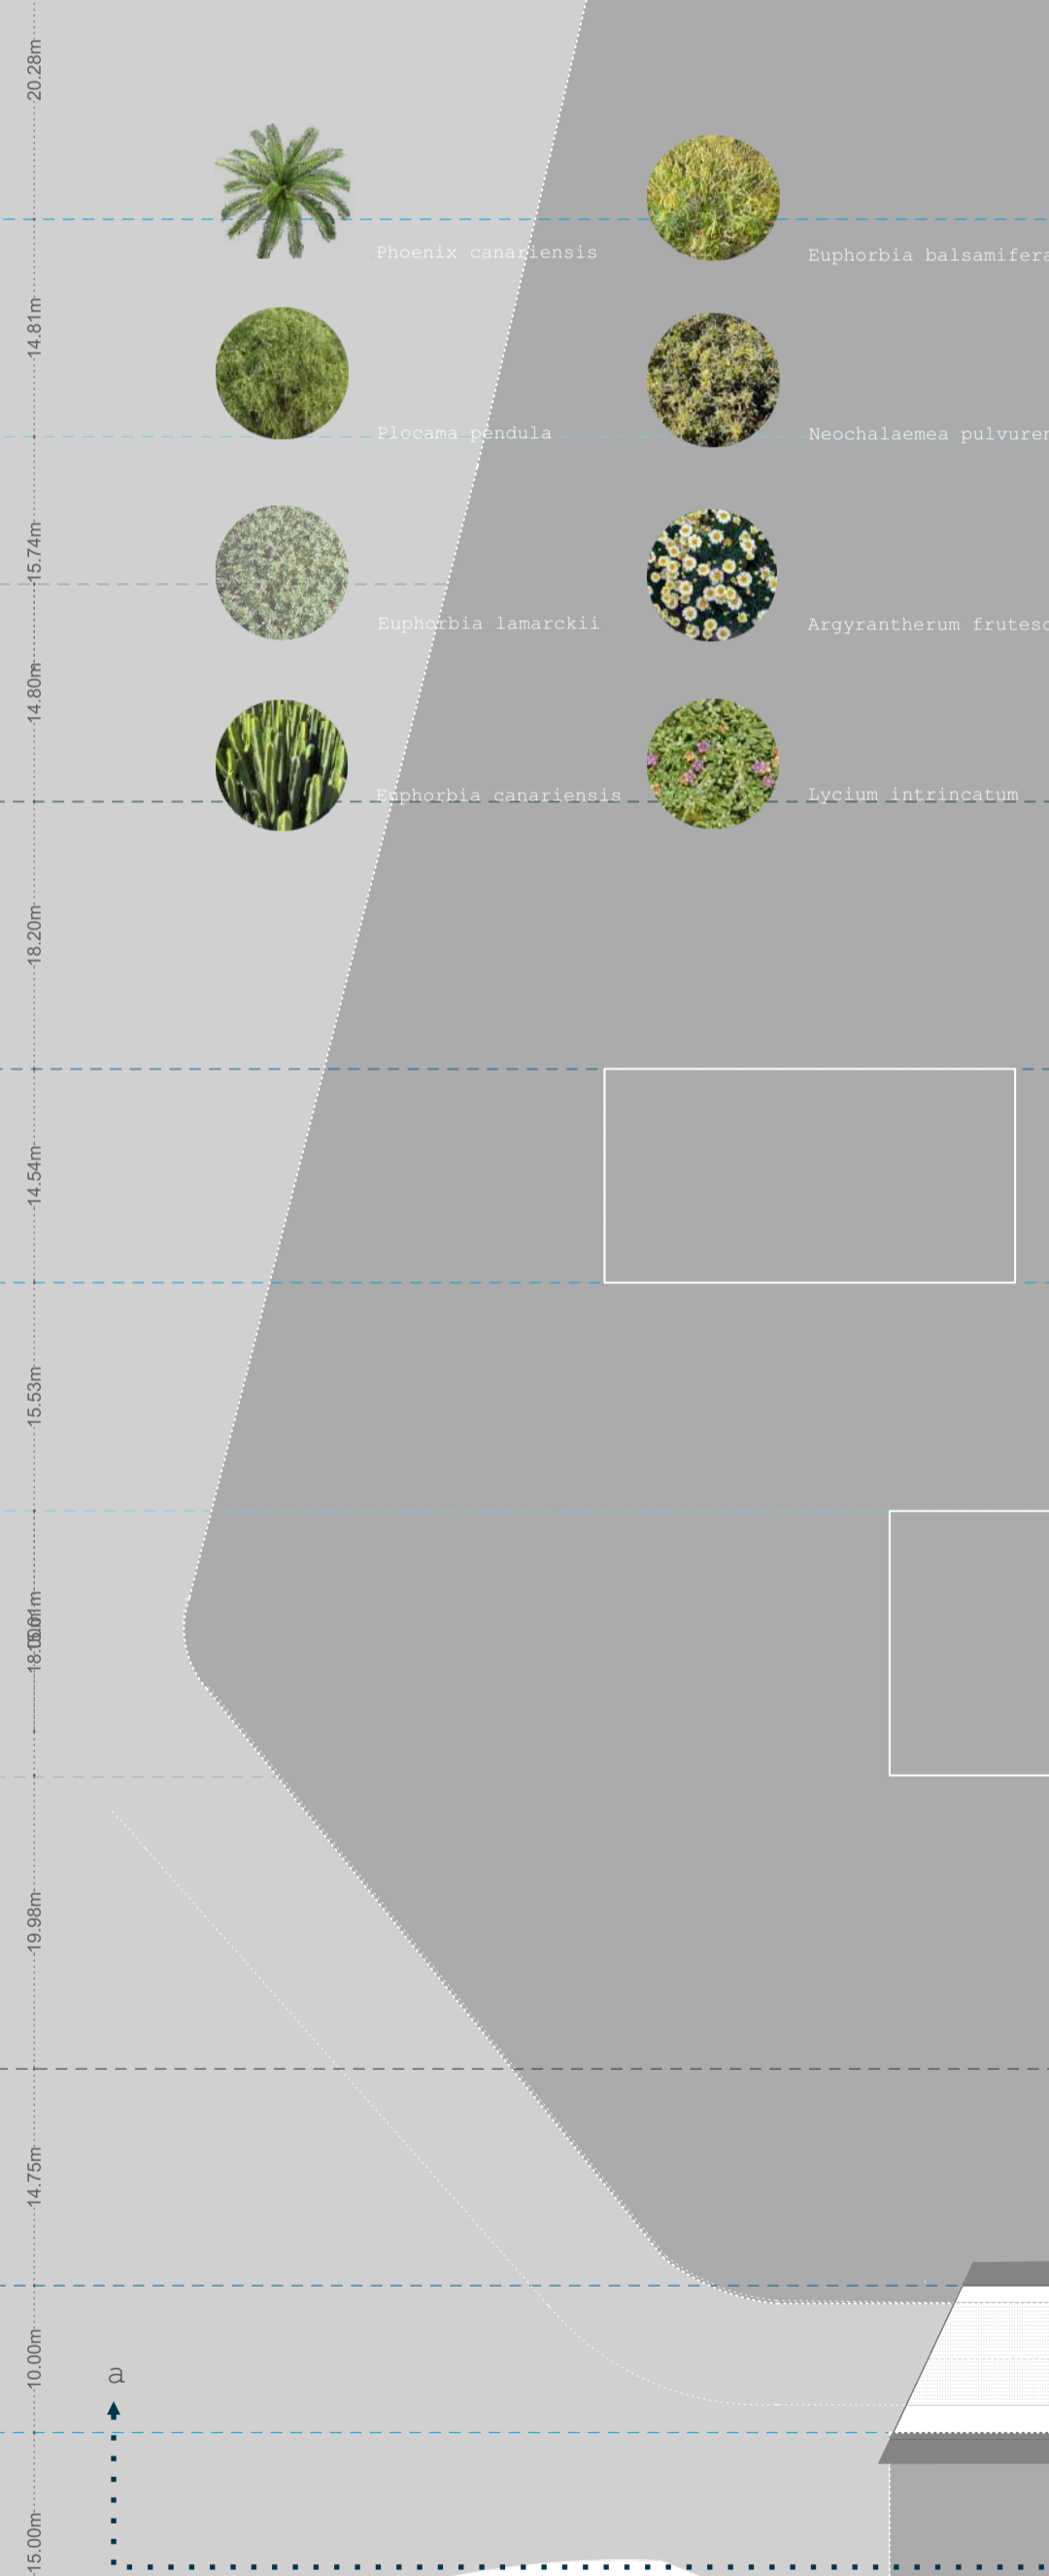 20.28m
Phoenix canariensis
Euphorbia balsamifera
14.81m
Plocama pendula
Neochalaemea pulvuren
15.74m
Euphorbia lamarckii
Argyrantherum frutesc
14.80m
Euphorbia canariensis
Lycium intrincatum
18.20m
14.54m
15.53m
19.98m
14.75m
10.00m
a
15.00m